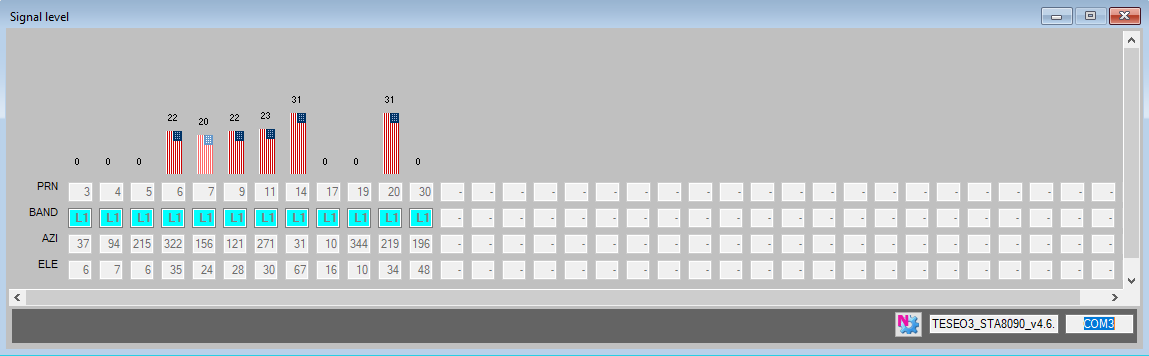 Signal level
31 31
22 20 22 23
0 0 0 0 0 0
PRN 3 4 5 6 7 9 11 14 17 19 20 30 - - - - - - - - - - - - - - - - - - - - - -
BAND L1 L1 L1 L1 L1 L1 L1 L1 L1 L1 L1 L1 - - - - - - - - - - - - - - - - - - - - - -
AZI 37 94 215 322 156 121 271 31 10 344 219 196 - - - - - - - - - - - - - - - - - - - - - -
ELE 6 7 6 35 24 28 30 67 16 10 34 48 - - - - - - - - - - - - - - - - - - - - - -
N TESEO3_STA8090_v4.6. COM3